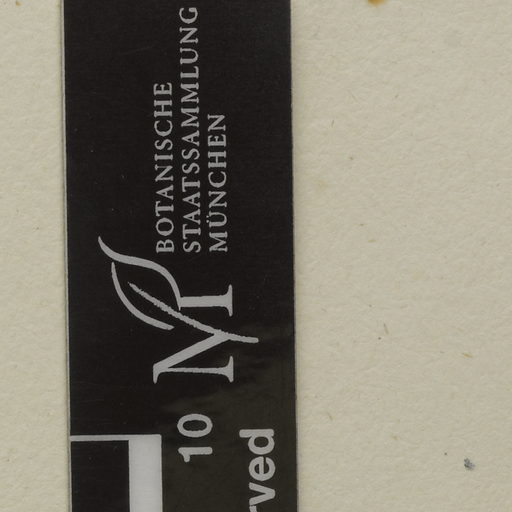 BOTANISCHE
STAATSSAMMLUNG
MÜNCHEN
M
10
rved